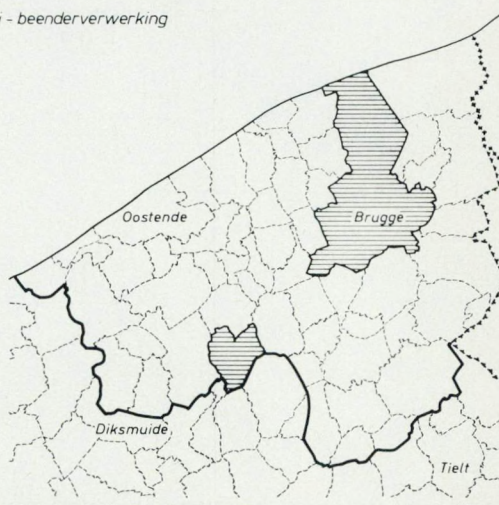 - beenderverwerking
Oostende
Brugge
Diksmuide
Tielt